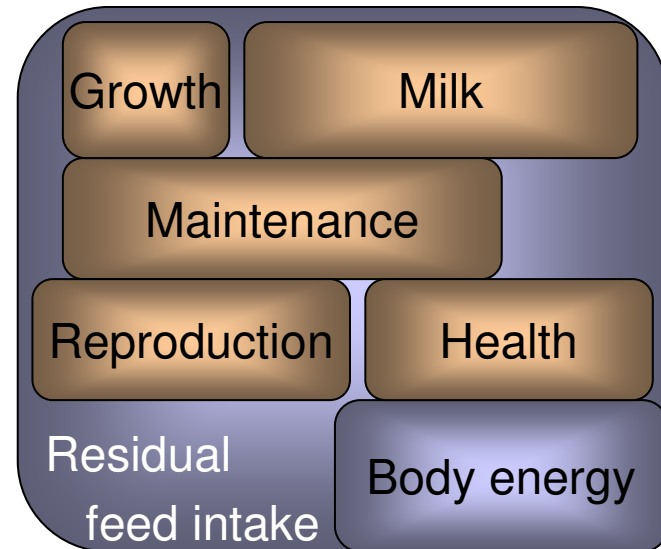 Growth
Milk
Maintenance
Reproduction
Health
Residual
feed intake
Body energy